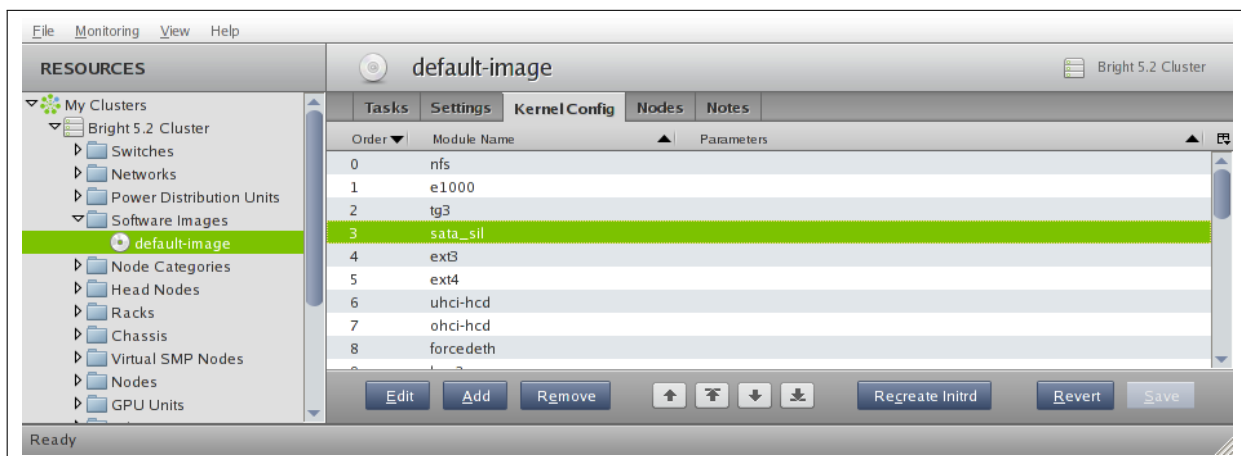 File Monitoring View Help
RESOURCES
My Clusters
Bright 5.2 Cluster
Switches
Networks
Power Distribution Units
Software Images
default-image
Node Categories
Head Nodes
Racks
Chassis
Virtual SMP Nodes
Nodes
GPU Units
default-image
Bright 5.2 Cluster
Tasks Settings Kernel Config Nodes Notes
Order Module Name Parameters
0 nfs
1 e1000
2 tg3
3 sata_sil
4 ext3
5 ext4
6 uhci-hcd
7 ohci-hcd
8 forcedeth
Edit Add Remove Recreate Initrd Revert Save
Ready